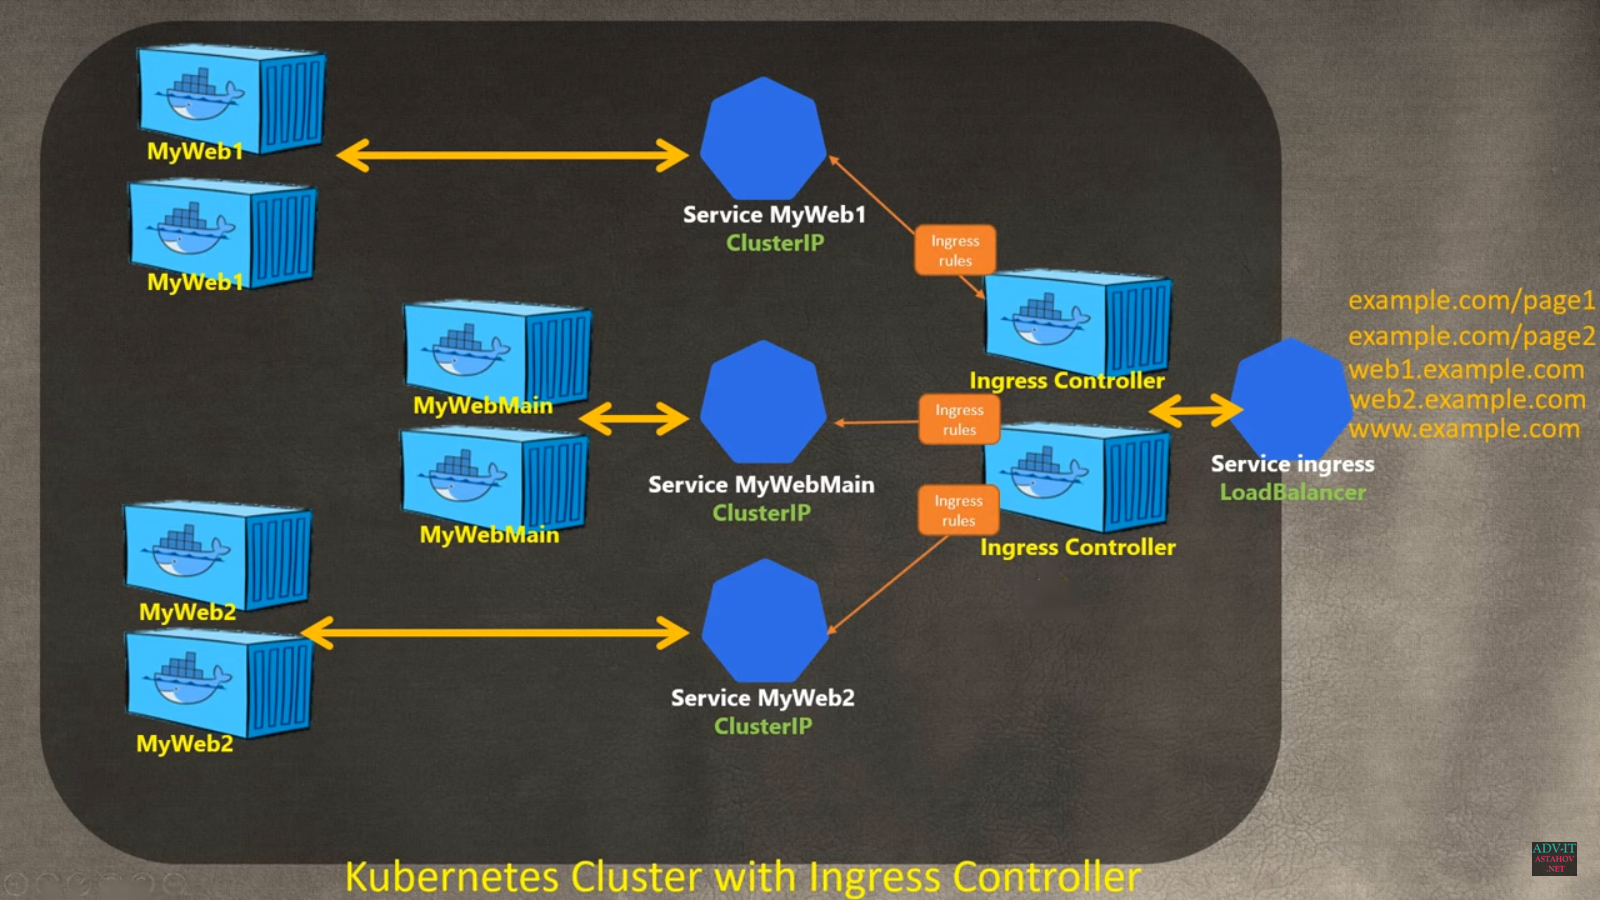 MyWeb1
MyWeb1
Service MyWeb1
ClusterIP
Ingress
rules
MyWebMain
MyWebMain
Service MyWebMain
ClusterIP
Ingress
rules
Ingress Controller
Ingress
rules
Ingress Controller
example.com/page1
example.com/page2
web1.example.com
web2.example.com
www.example.com
Service ingress
LoadBalancer
MyWeb2
MyWeb2
Service MyWeb2
ClusterIP
Kubernetes Cluster with Ingress Controller
ADV-IT
ASTAHOV
.NET